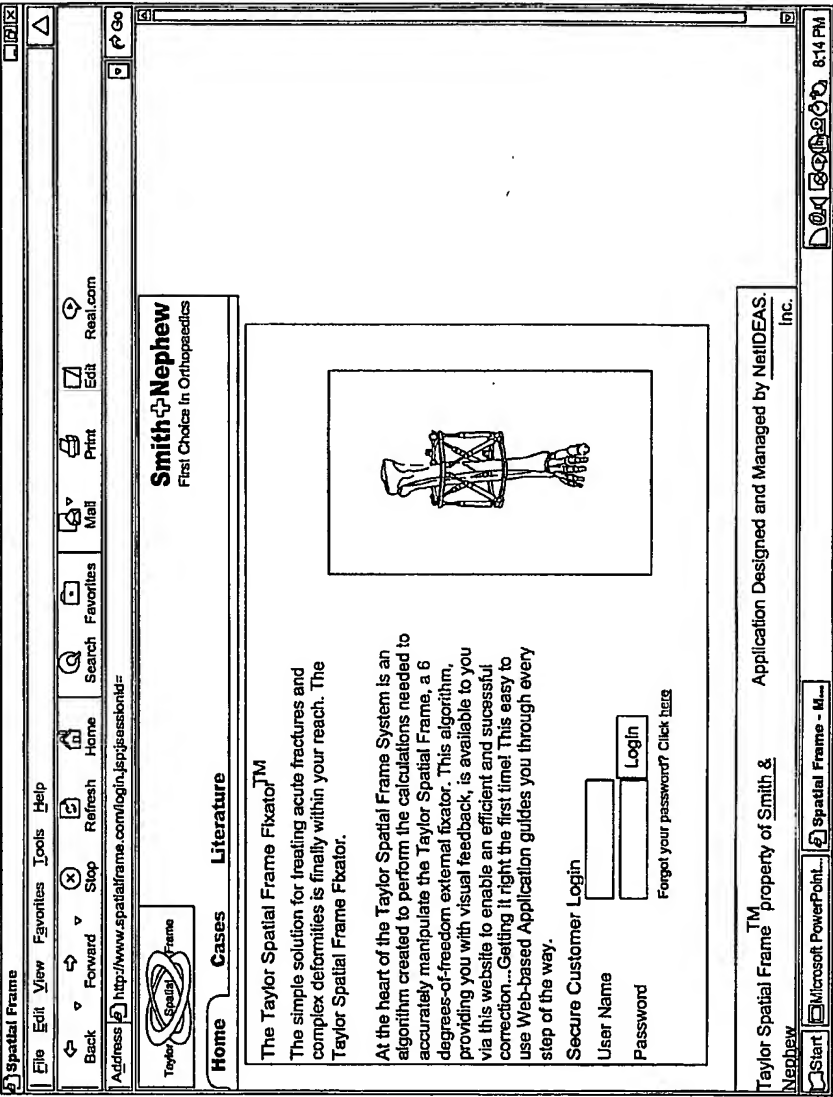 Spatial Frame
File Edit View Favorites Tools Help
Back Forward Stop Refresh Home Search Favorites Mail Print Edit Real.com
Address http://www.spatialframe.com/login.jsp;jsessionid= Go
Taylor Spatial Frame
Smith+Nephew
First Choice in Orthopaedics
Home Cases Literature
The Taylor Spatial Frame Fixator™
The simple solution for treating acute fractures and
complex deformities is finally within your reach. The
Taylor Spatial Frame Fixator.
At the heart of the Taylor Spatial Frame System is an
algorithm created to perform the calculations needed to
accurately manipulate the Taylor Spatial Frame, a 6
degrees-of-freedom external fixator. This algorithm,
providing you with visual feedback, is available to you
via this website to enable an efficient and sucessful
correction...Getting it right the first time! This easy to
use Web-based Application guides you through every
step of the way.
Secure Customer Login
User Name
Password Login
Forgot your password? Click here
Taylor Spatial Frame™ property of Smith &
Nephew
Application Designed and Managed by NetIDEAS.
Inc.
Start Microsoft PowerPoint... Spatial Frame - M... 8:14 PM